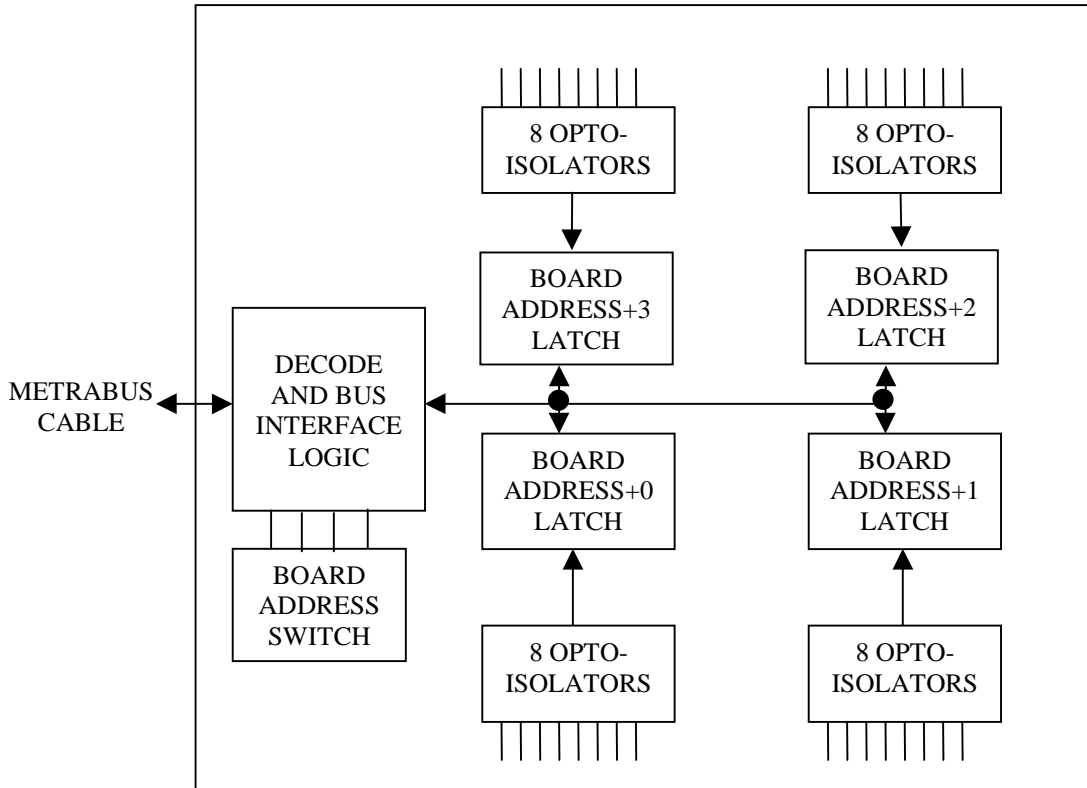 8 OPTO-
ISOLATORS
8 OPTO-
ISOLATORS
BOARD
ADDRESS+3
LATCH
BOARD
ADDRESS+2
LATCH
METRABUS
CABLE
DECODE
AND BUS
INTERFACE
LOGIC
BOARD
ADDRESS+0
LATCH
BOARD
ADDRESS+1
LATCH
BOARD
ADDRESS
SWITCH
8 OPTO-
ISOLATORS
8 OPTO-
ISOLATORS